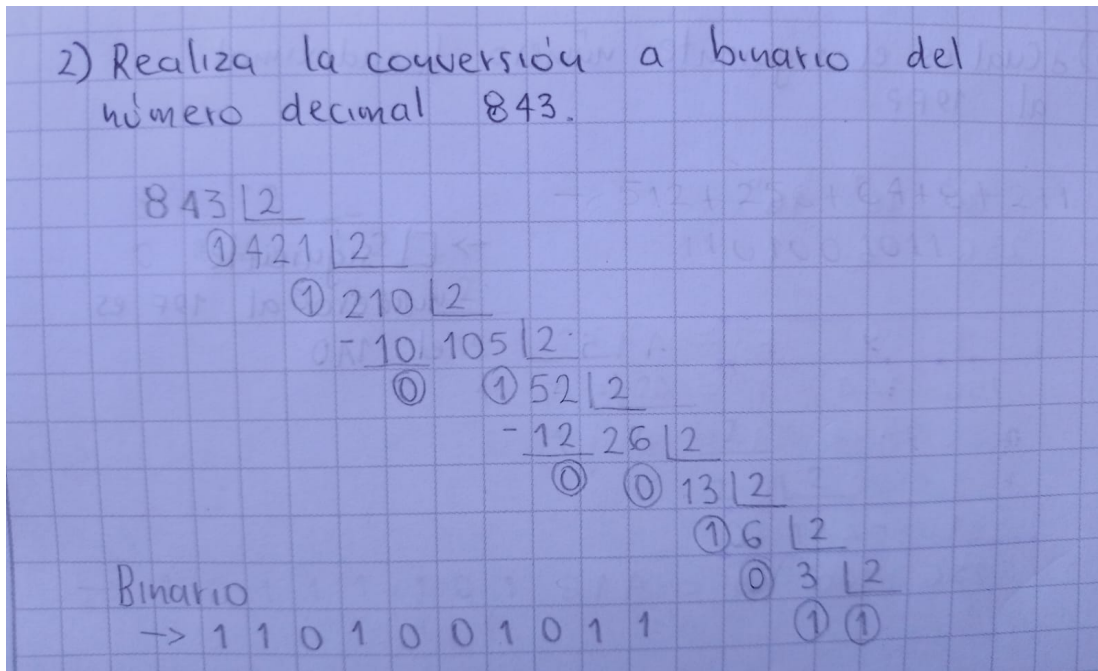 2) Realiza la conversión a binario del
número decimal 843.
843 | 2
1 421 | 2
1 210 | 2
- 10 105 | 2
0 1 52 | 2
- 12 26 | 2
0 0 13 | 2
1 6 | 2
0 3 | 2
1 1
Binario
-> 1 1 0 1 0 0 1 0 1 1